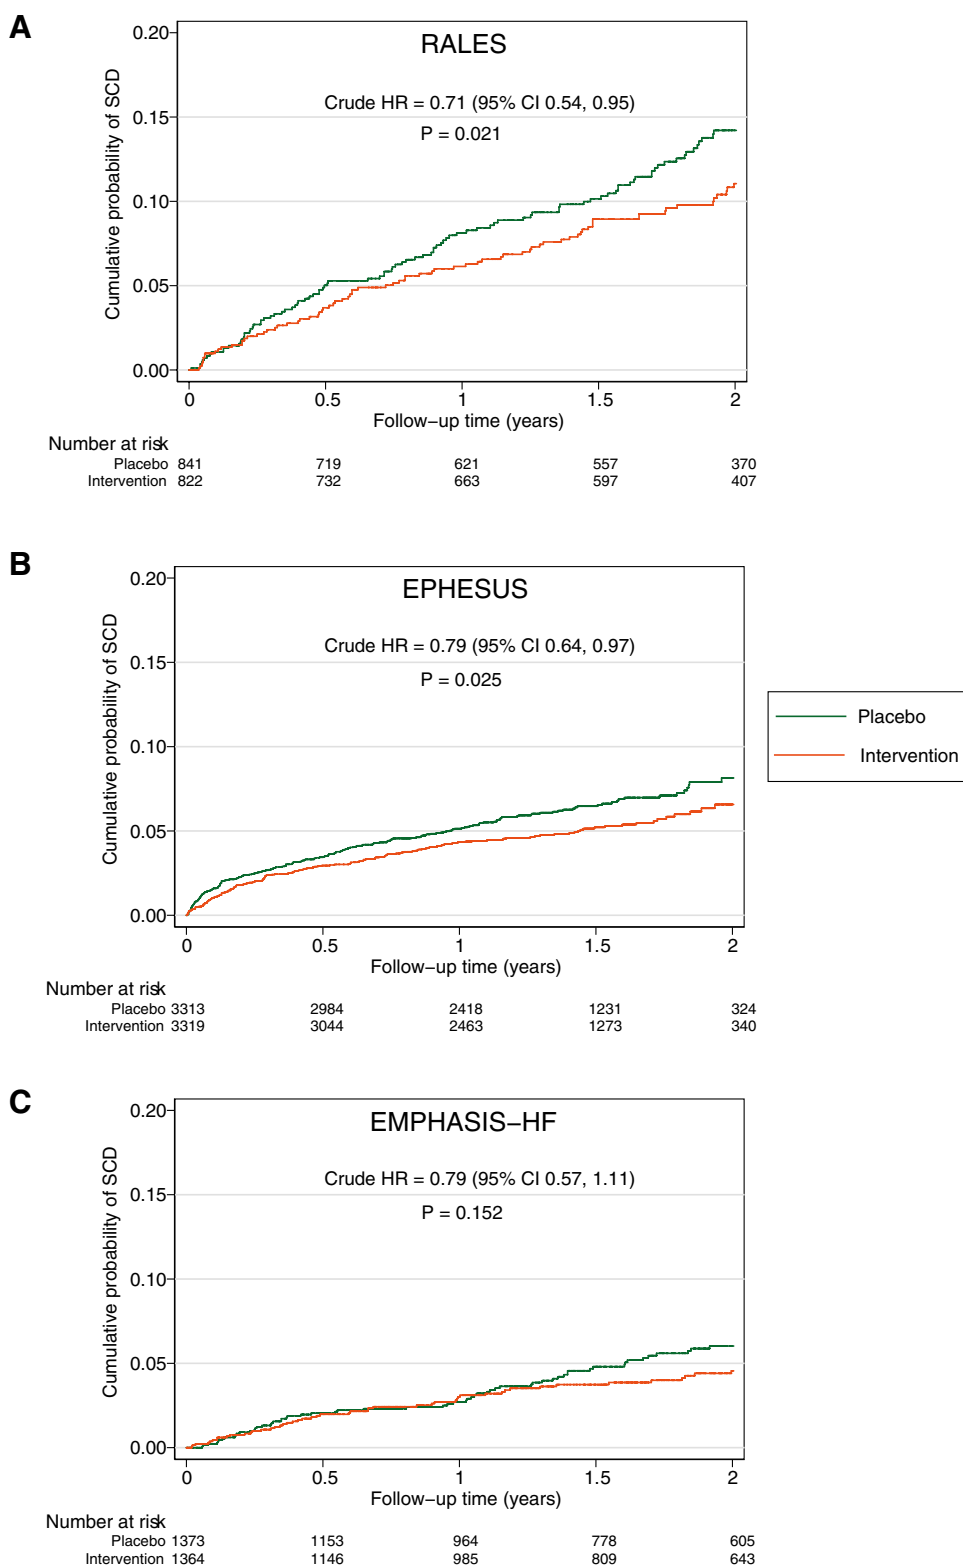 A
RALES
Crude HR = 0.71 (95% CI 0.54, 0.95)
P = 0.021
Cumulative probability of SCD
0.20
0.15
0.10
0.05
0.00
0 0.5 1 1.5 2
Follow-up time (years)
Number at risk
Placebo 841 719 621 557 370
Intervention 822 732 663 597 407
B
EPHESUS
Crude HR = 0.79 (95% CI 0.64, 0.97)
P = 0.025
Cumulative probability of SCD
0.20
0.15
0.10
0.05
0.00
0 0.5 1 1.5 2
Follow-up time (years)
Number at risk
Placebo 3313 2984 2418 1231 324
Intervention 3319 3044 2463 1273 340
Placebo
Intervention
C
EMPHASIS-HF
Crude HR = 0.79 (95% CI 0.57, 1.11)
P = 0.152
Cumulative probability of SCD
0.20
0.15
0.10
0.05
0.00
0 0.5 1 1.5 2
Follow-up time (years)
Number at risk
Placebo 1373 1153 964 778 605
Intervention 1364 1146 985 809 643